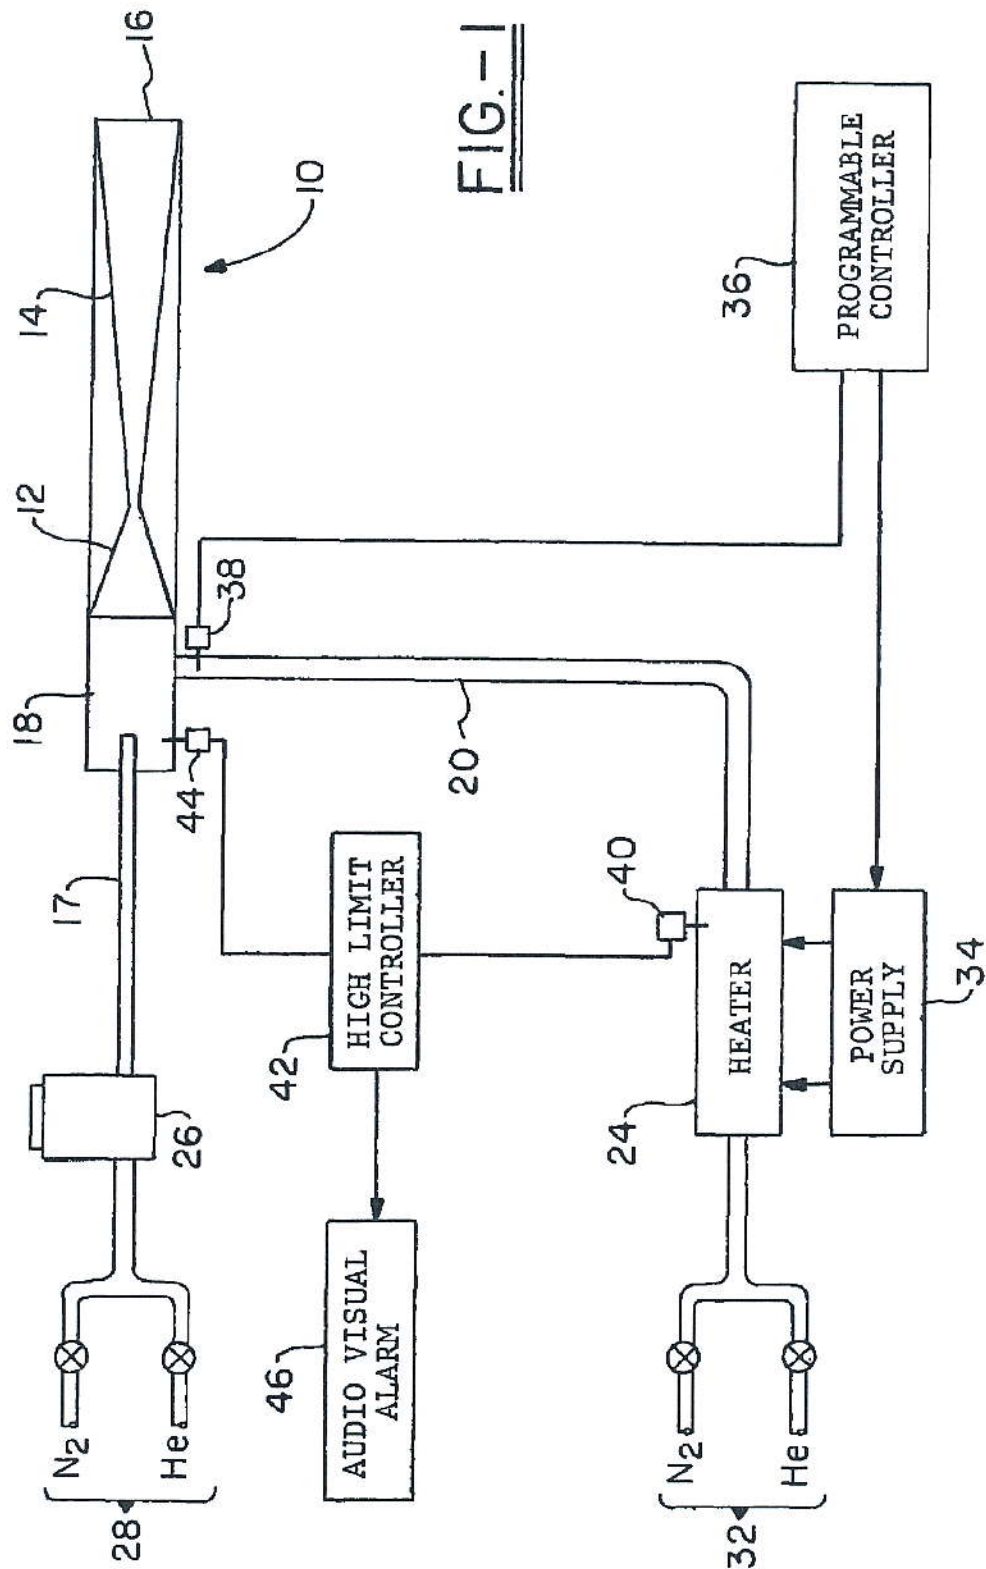 FIG.-1
16
14
10
12
18
38
44
20
17
26
N2
He
28
HIGH LIMIT
CONTROLLER
42
AUDIO VISUAL
ALARM
46
40
HEATER
24
POWER
SUPPLY
34
PROGRAMMABLE
CONTROLLER
36
N2
He
32